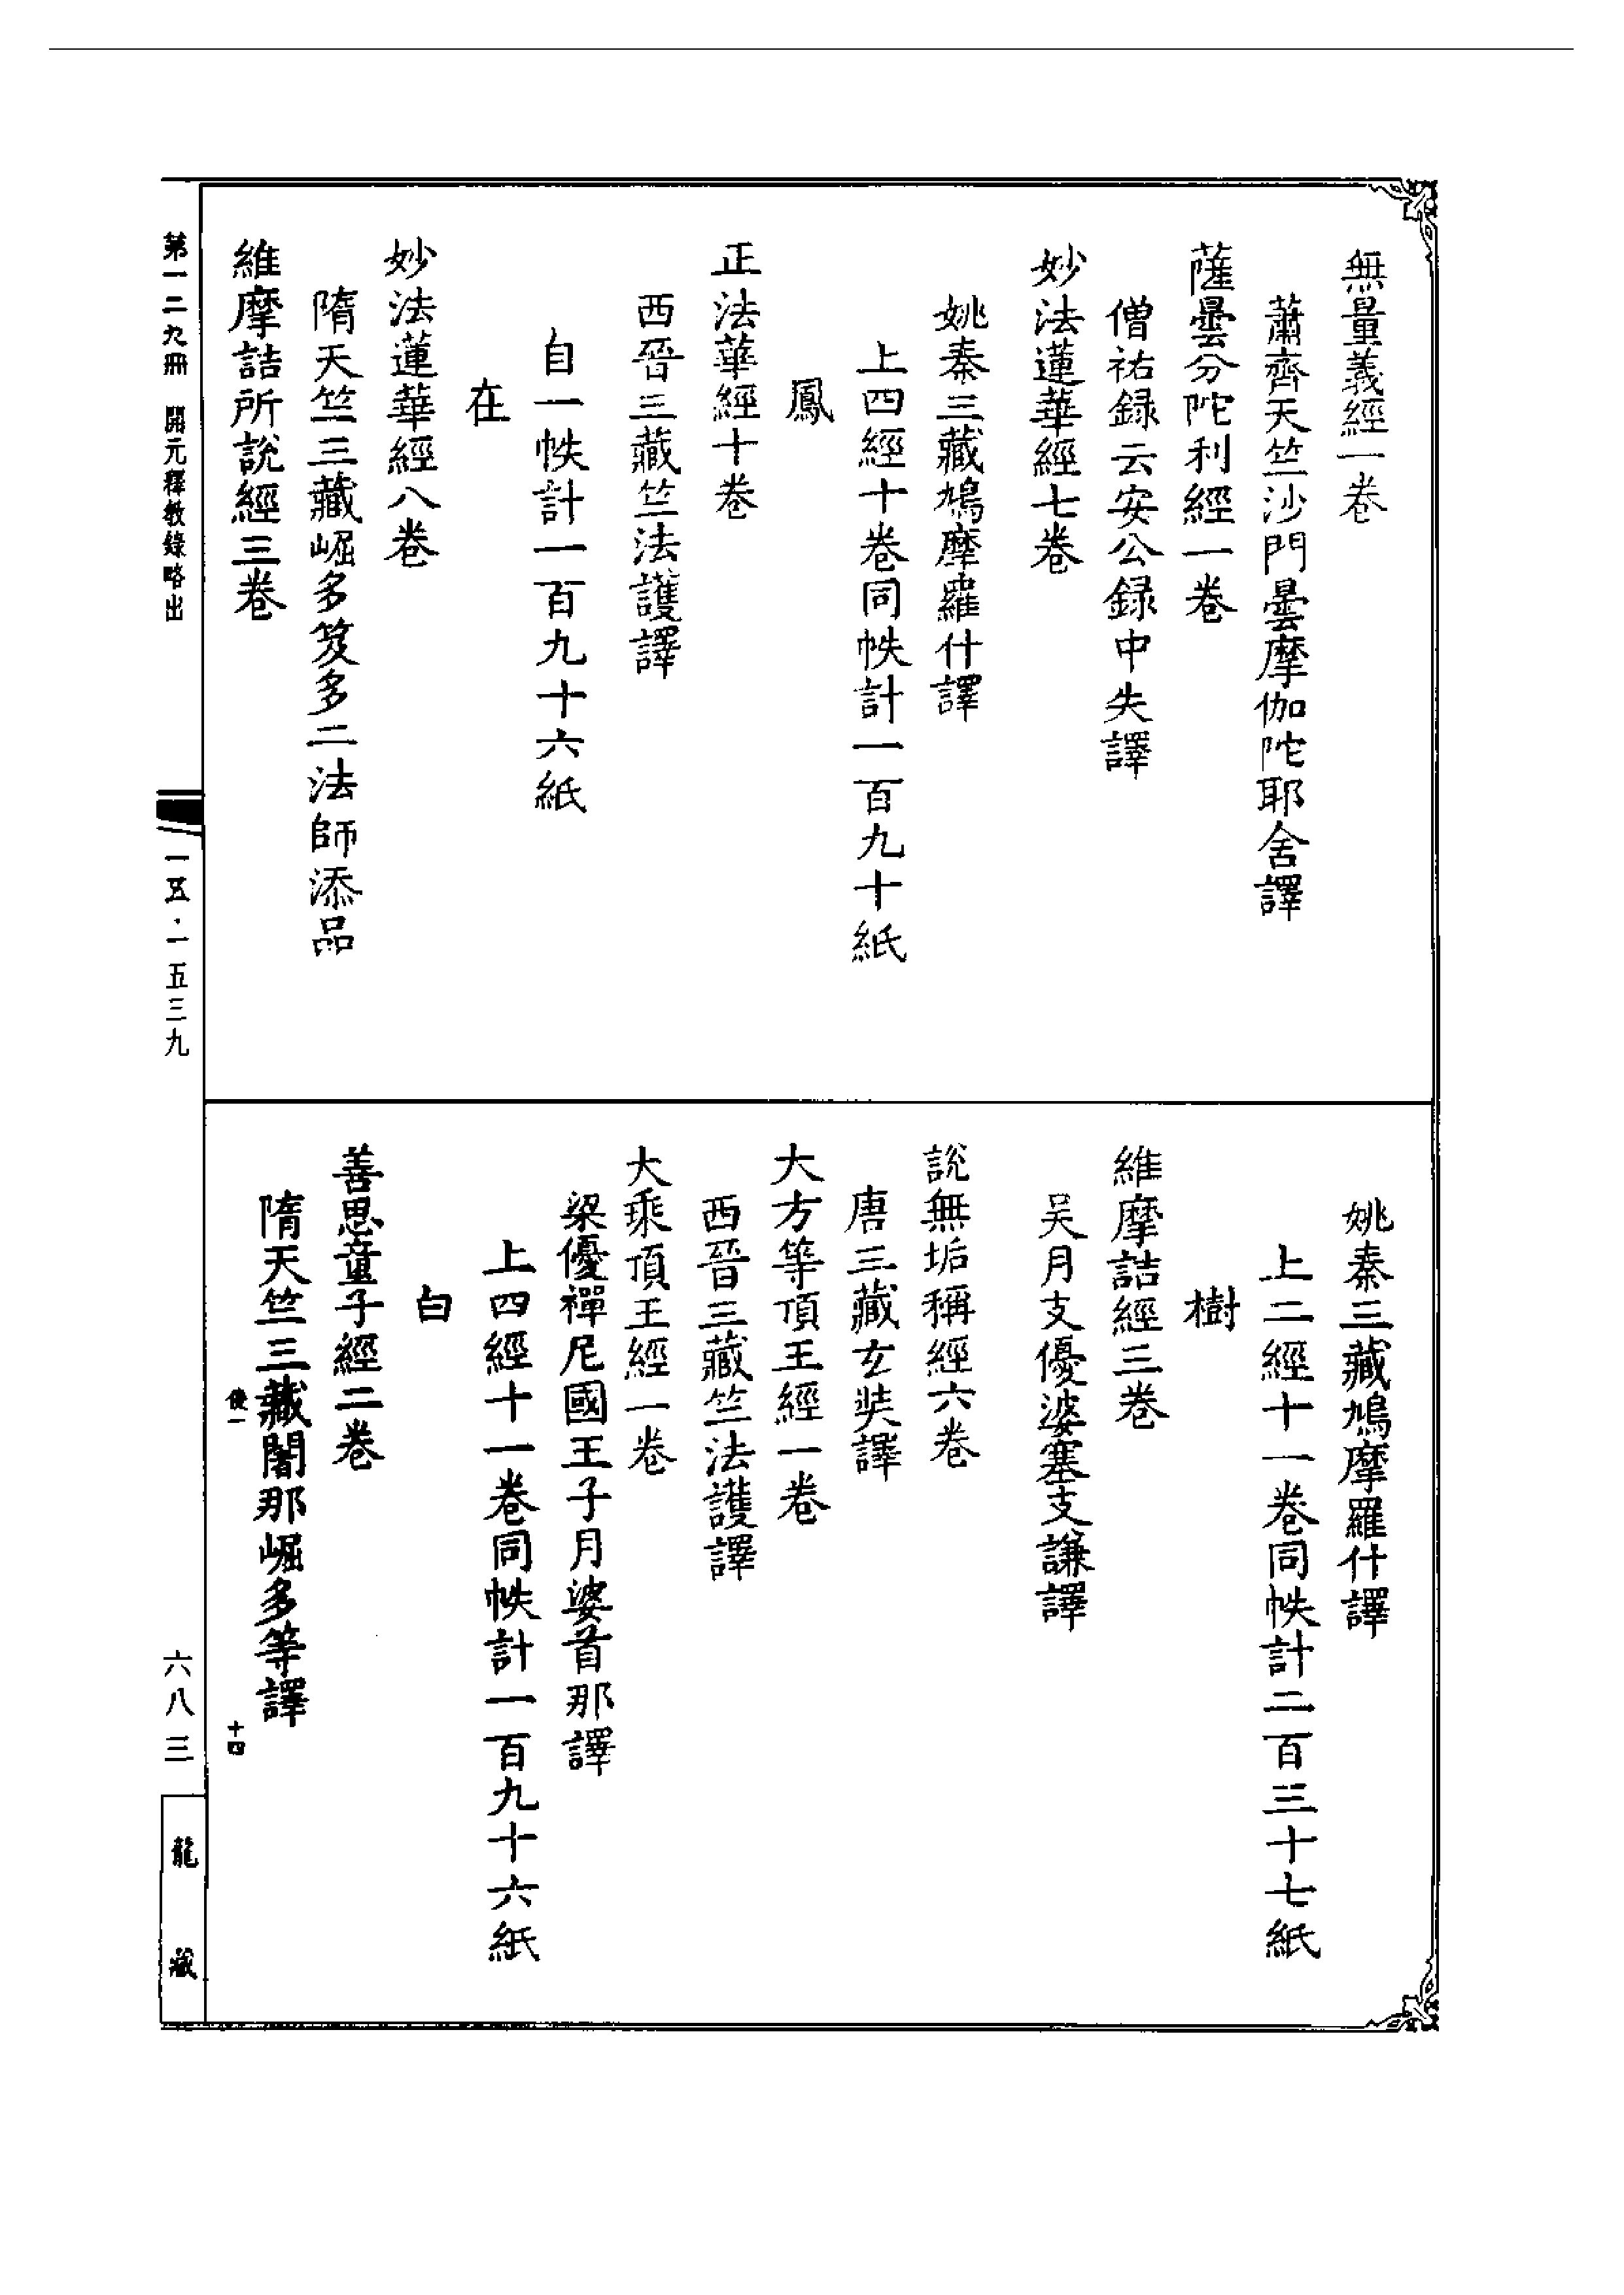 無量義經一卷
蕭齊天竺沙門曇摩伽陀耶舍譯
薩曇分陀利經一卷
僧祐録云安公録中失譯
妙法蓮華經七卷
姚秦三藏鳩摩羅什譯
上四經十卷同帙計一百九十紙
鳳
正法華經十卷
西晉三藏竺法護譯
自一帙計一百九十六紙
在
妙法蓮華經八卷
隋天竺三藏崛多笈多二法師添品
維摩詰所説經三卷
姚秦三藏鳩摩羅什譯
上二經十一卷同帙計二百三十七紙
樹
維摩詰經三卷
吳月支優婆塞支謙譯
説無垢稱經六卷
唐三藏玄奘譯
大方等頂王經一卷
西晉三藏竺法護譯
大乘頂王經一卷
梁優禪尼國王子月婆首那譯
上四經十一卷同帙計一百九十六紙
白
善思童子經二卷
隋天竺三藏闍那崛多等譯
十四
第一二九冊 開元釋教錄略出
一五·一五三九
六八三
龍藏